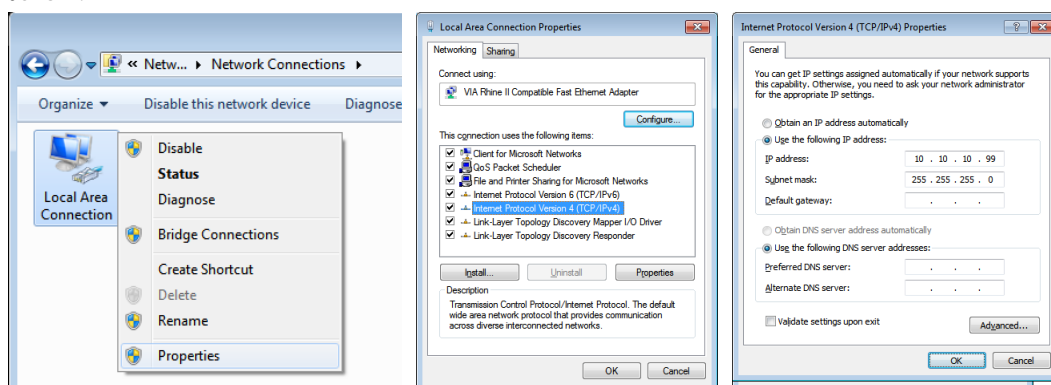 « Netw... ▸ Network Connections ▸
Organize ▾ Disable this network device Diagnose
Local Area
Connection
Disable
Status
Diagnose
Bridge Connections
Create Shortcut
Delete
Rename
Properties
Local Area Connection Properties
Networking Sharing
Connect using:
VIA Rhine II Compatible Fast Ethernet Adapter
Configure...
This connection uses the following items:
Client for Microsoft Networks
QoS Packet Scheduler
File and Printer Sharing for Microsoft Networks
Internet Protocol Version 6 (TCP/IPv6)
Internet Protocol Version 4 (TCP/IPv4)
Link-Layer Topology Discovery Mapper I/O Driver
Link-Layer Topology Discovery Responder
Install... Uninstall Properties
Description
Transmission Control Protocol/Internet Protocol. The default
wide area network protocol that provides communication
across diverse interconnected networks.
OK Cancel
Internet Protocol Version 4 (TCP/IPv4) Properties
General
You can get IP settings assigned automatically if your network supports
this capability. Otherwise, you need to ask your network administrator
for the appropriate IP settings.
Obtain an IP address automatically
Use the following IP address:
IP address: 10 . 10 . 10 . 99
Subnet mask: 255 . 255 . 255 . 0
Default gateway: . . .
Obtain DNS server address automatically
Use the following DNS server addresses:
Preferred DNS server: . . .
Alternate DNS server: . . .
Validate settings upon exit
Advanced...
OK Cancel